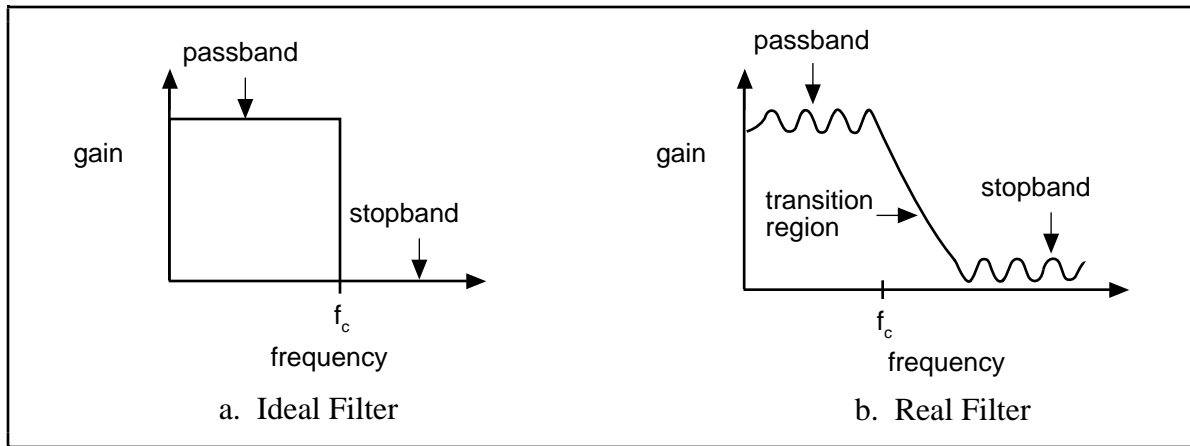 passband
gain
stopband
f_c
frequency
a. Ideal Filter
passband
gain
stopband
transition
region
f_c
frequency
b. Real Filter